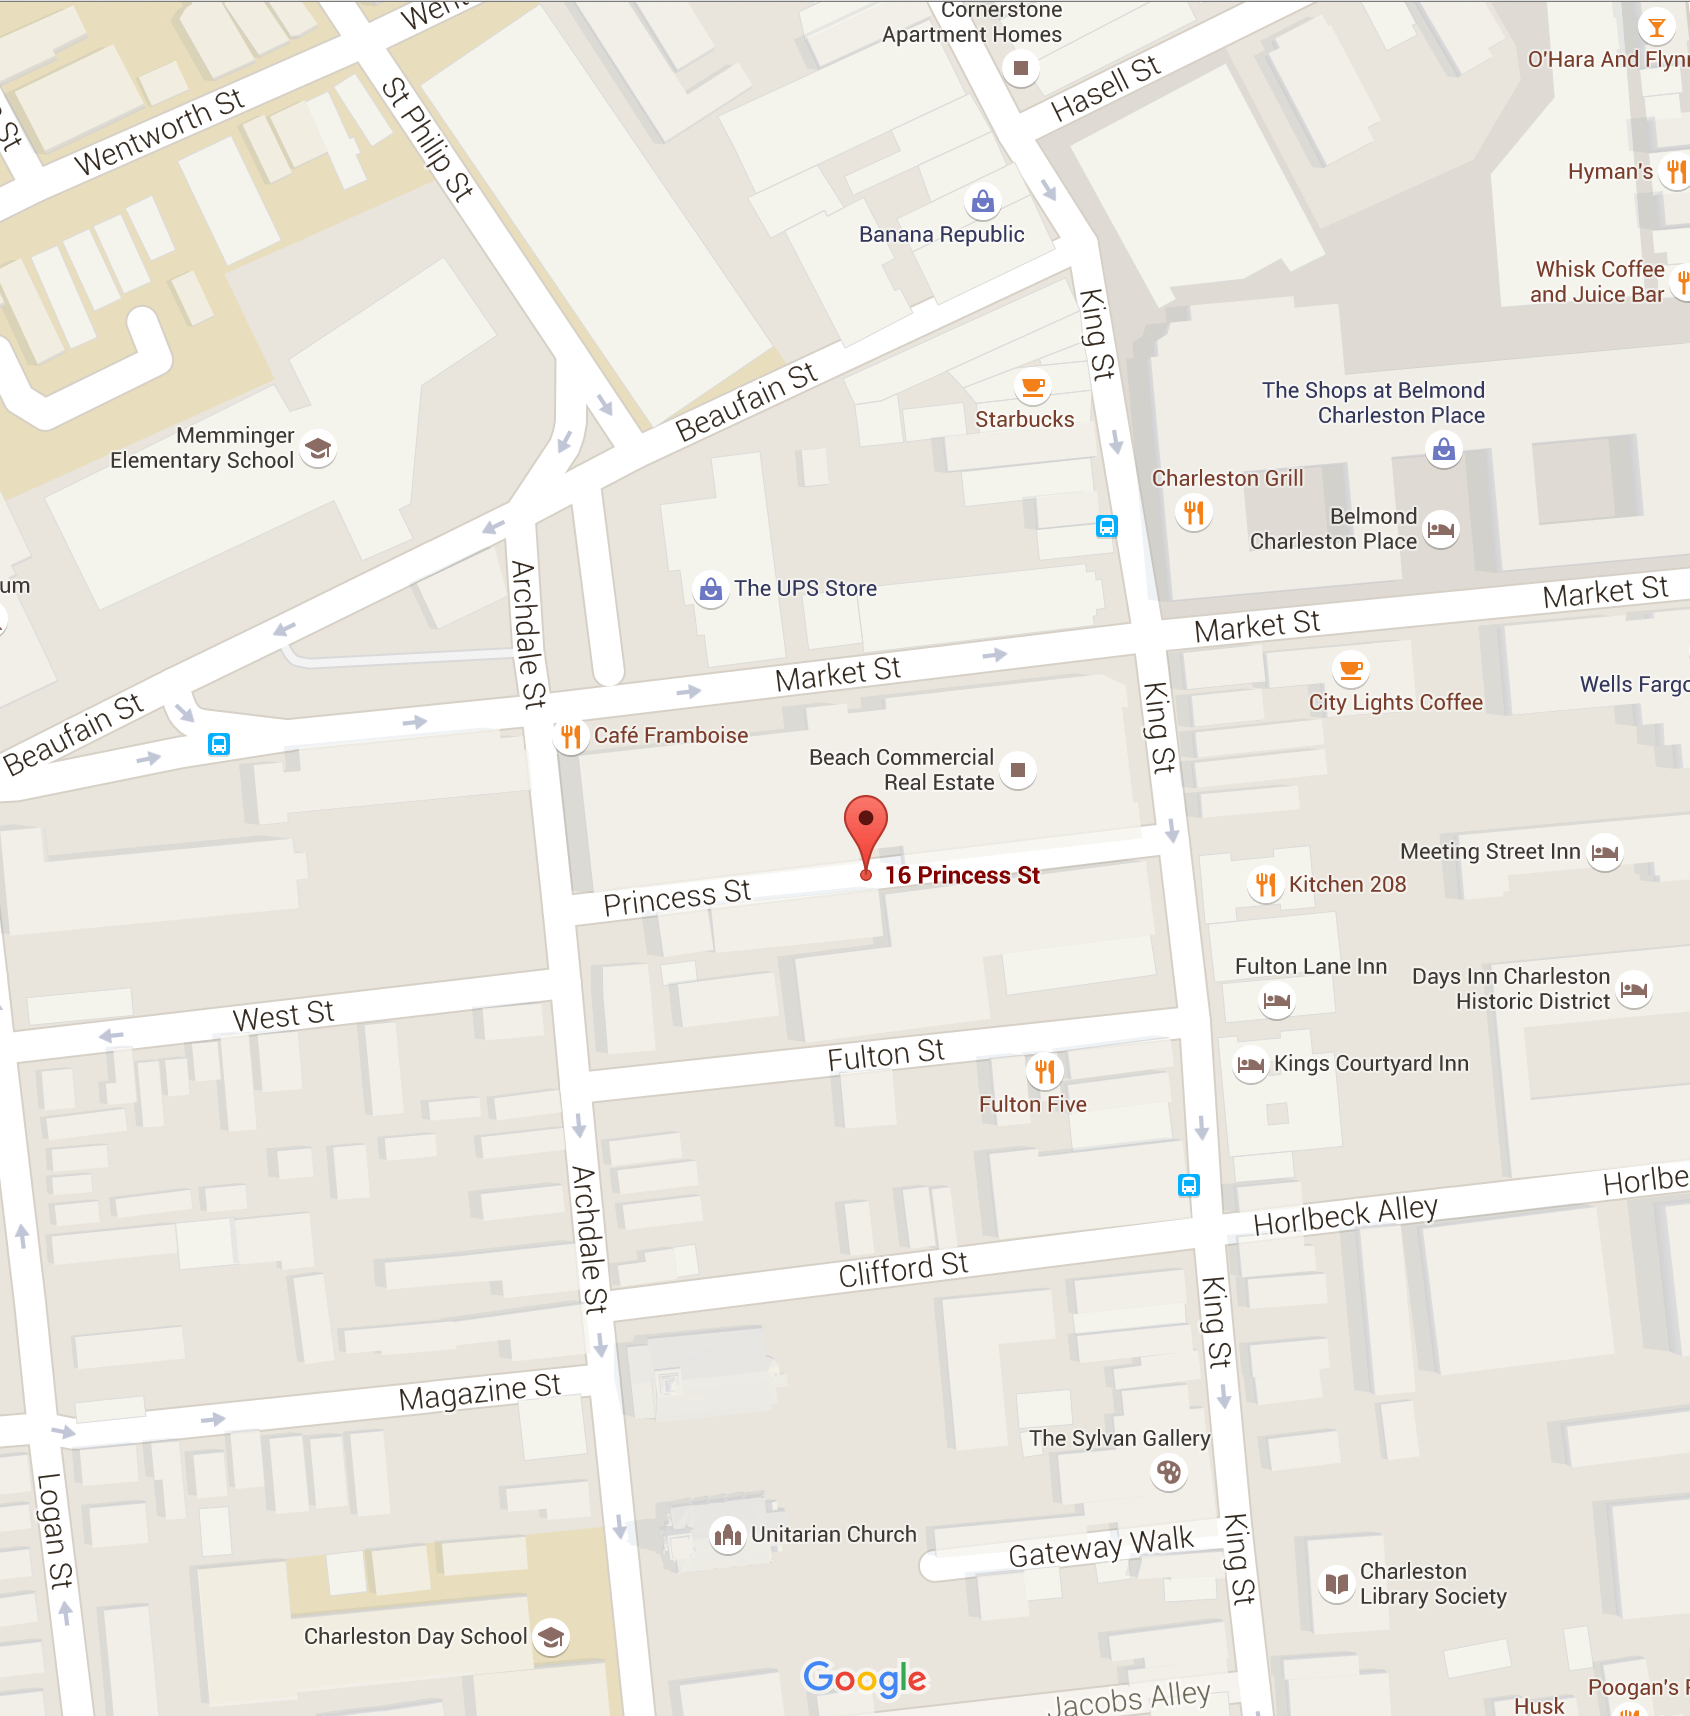 Cornerstone
Apartment Homes
Hasell St
O'Hara And Flyn
Wentworth St
St Philip St
St
Hyman's
Banana Republic
Whisk Coffee
and Juice Bar
King St
Beaufain St
Starbucks
The Shops at Belmond
Charleston Place
Memminger
Elementary School
Charleston Grill
Belmond
Charleston Place
um
Archdale St
The UPS Store
Market St
Market St
Market St
King St
City Lights Coffee
Wells Fargo
Beaufain St
Café Framboise
Beach Commercial
Real Estate
16 Princess St
Princess St
Meeting Street Inn
Kitchen 208
Fulton Lane Inn
Days Inn Charleston
Historic District
West St
Fulton St
Kings Courtyard Inn
Fulton Five
Archdale St
Horlbe
Horlbeck Alley
Clifford St
King St
Magazine St
The Sylvan Gallery
Logan St
Unitarian Church
Gateway Walk
King St
Charleston
Library Society
Charleston Day School
Google
Jacobs Alley
Husk
Poogan's